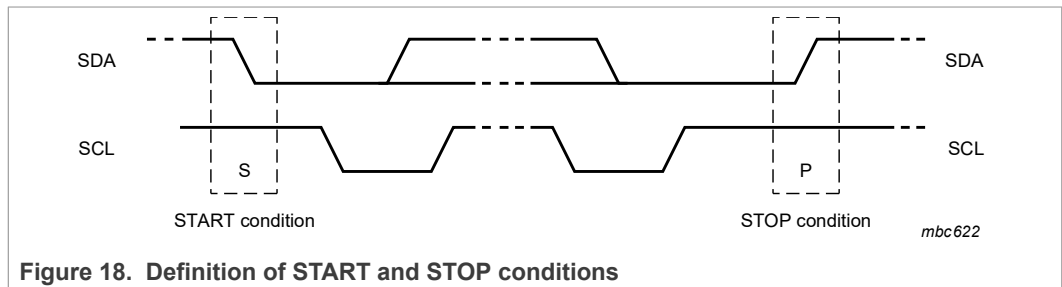 SDA SDA
SCL SCL
S P
START condition STOP condition
mbc622
Figure 18. Definition of START and STOP conditions